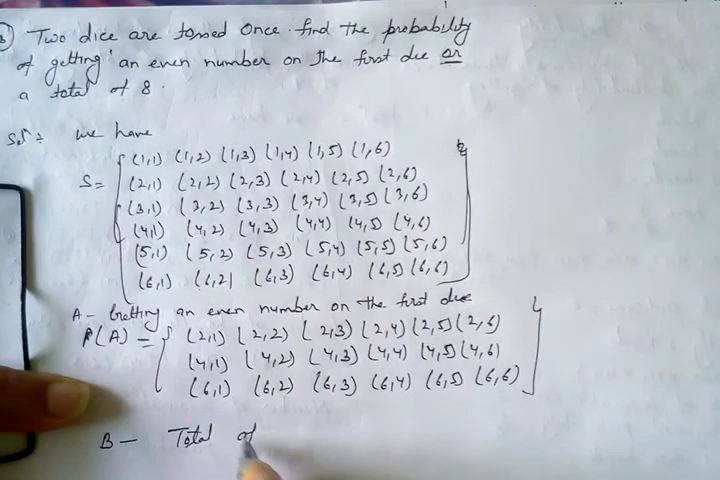 Two dice are tossed once. find the probability
of getting an even number on the first die or
a total of 8.
Solⁿ: we have
S = { (1,1) (1,2) (1,3) (1,4) (1,5) (1,6)
(2,1) (2,2) (2,3) (2,4) (2,5) (2,6)
(3,1) (3,2) (3,3) (3,4) (3,5) (3,6)
(4,1) (4,2) (4,3) (4,4) (4,5) (4,6)
(5,1) (5,2) (5,3) (5,4) (5,5) (5,6)
(6,1) (6,2) (6,3) (6,4) (6,5) (6,6) }
A - Getting an even number on the first die
P(A) = { (2,1) (2,2) (2,3) (2,4) (2,5) (2,6)
(4,1) (4,2) (4,3) (4,4) (4,5) (4,6)
(6,1) (6,2) (6,3) (6,4) (6,5) (6,6) }
B - Total of